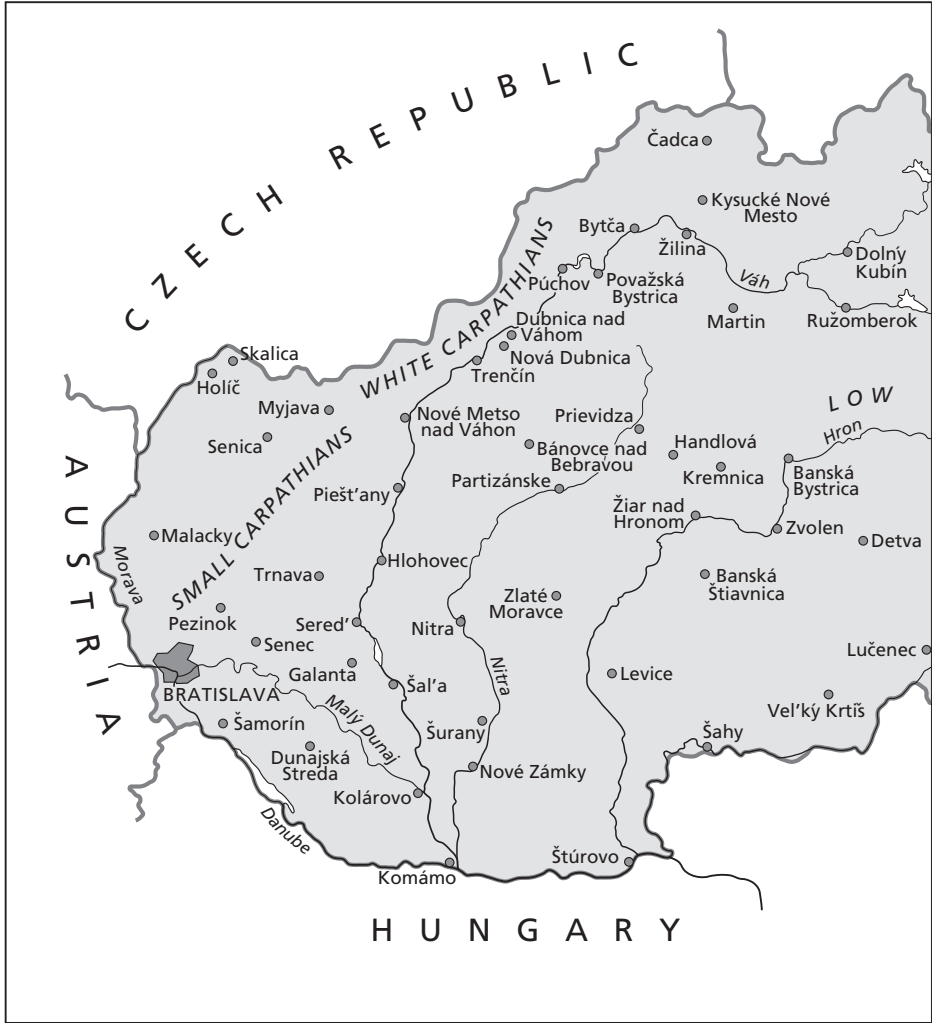 CZECH REPUBLIC
Čadca
Kysucké Nové
Mesto
Bytča
Žilina
Dolný
Kubín
Púchov
Považská
Bystrica
Váh
Martin
Ružomberok
WHITE CARPATHIANS
Dubnica nad
Váhom
Nová Dubnica
Trenčín
Skalica
Holíč
Myjava
Senica
Nové Metso
nad Váhon
Prievidza
Bánovce nad
Bebravou
Handlová
Kremnica
LOW
Hron
Banská
Bystrica
AUSTRIA
SMALL CARPATHIANS
Piešt'any
Partizánske
Žiar nad
Hronom
Zvolen
Detva
Malacky
Morava
Hlohovec
Trnava
Banská
Štiavnica
Zlaté
Moravce
Pezinok
Sered'
Nitra
Senec
Galanta
Nitra
Lučenec
Levice
BRATISLAVA
Šal'a
Malý Dunaj
Vel'ký Krtíš
Šamorín
Šurany
Šahy
Dunajská
Streda
Nové Zámky
Kolárovo
Danube
Štúrovo
Komámo
HUNGARY